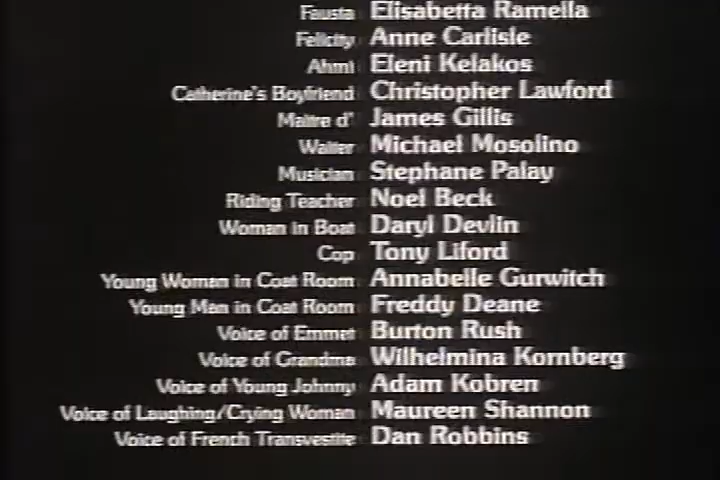 Fausta Elisabetta Ramella
Felicity Anne Carlisle
Ahmi Eleni Kelakos
Catherine's Boyfriend Christopher Lawford
Maitre d' James Gillis
Waiter Michael Mosolino
Musician Stephane Palay
Riding Teacher Noel Beck
Woman in Boat Daryl Devlin
Cop Tony Liford
Young Woman in Coat Room Annabelle Gurwitch
Young Man in Coat Room Freddy Deane
Voice of Emmet Burton Rush
Voice of Grandma Wilhelmina Kornberg
Voice of Young Johnny Adam Kobren
Voice of Laughing/Crying Woman Maureen Shannon
Voice of French Transvestite Dan Robbins